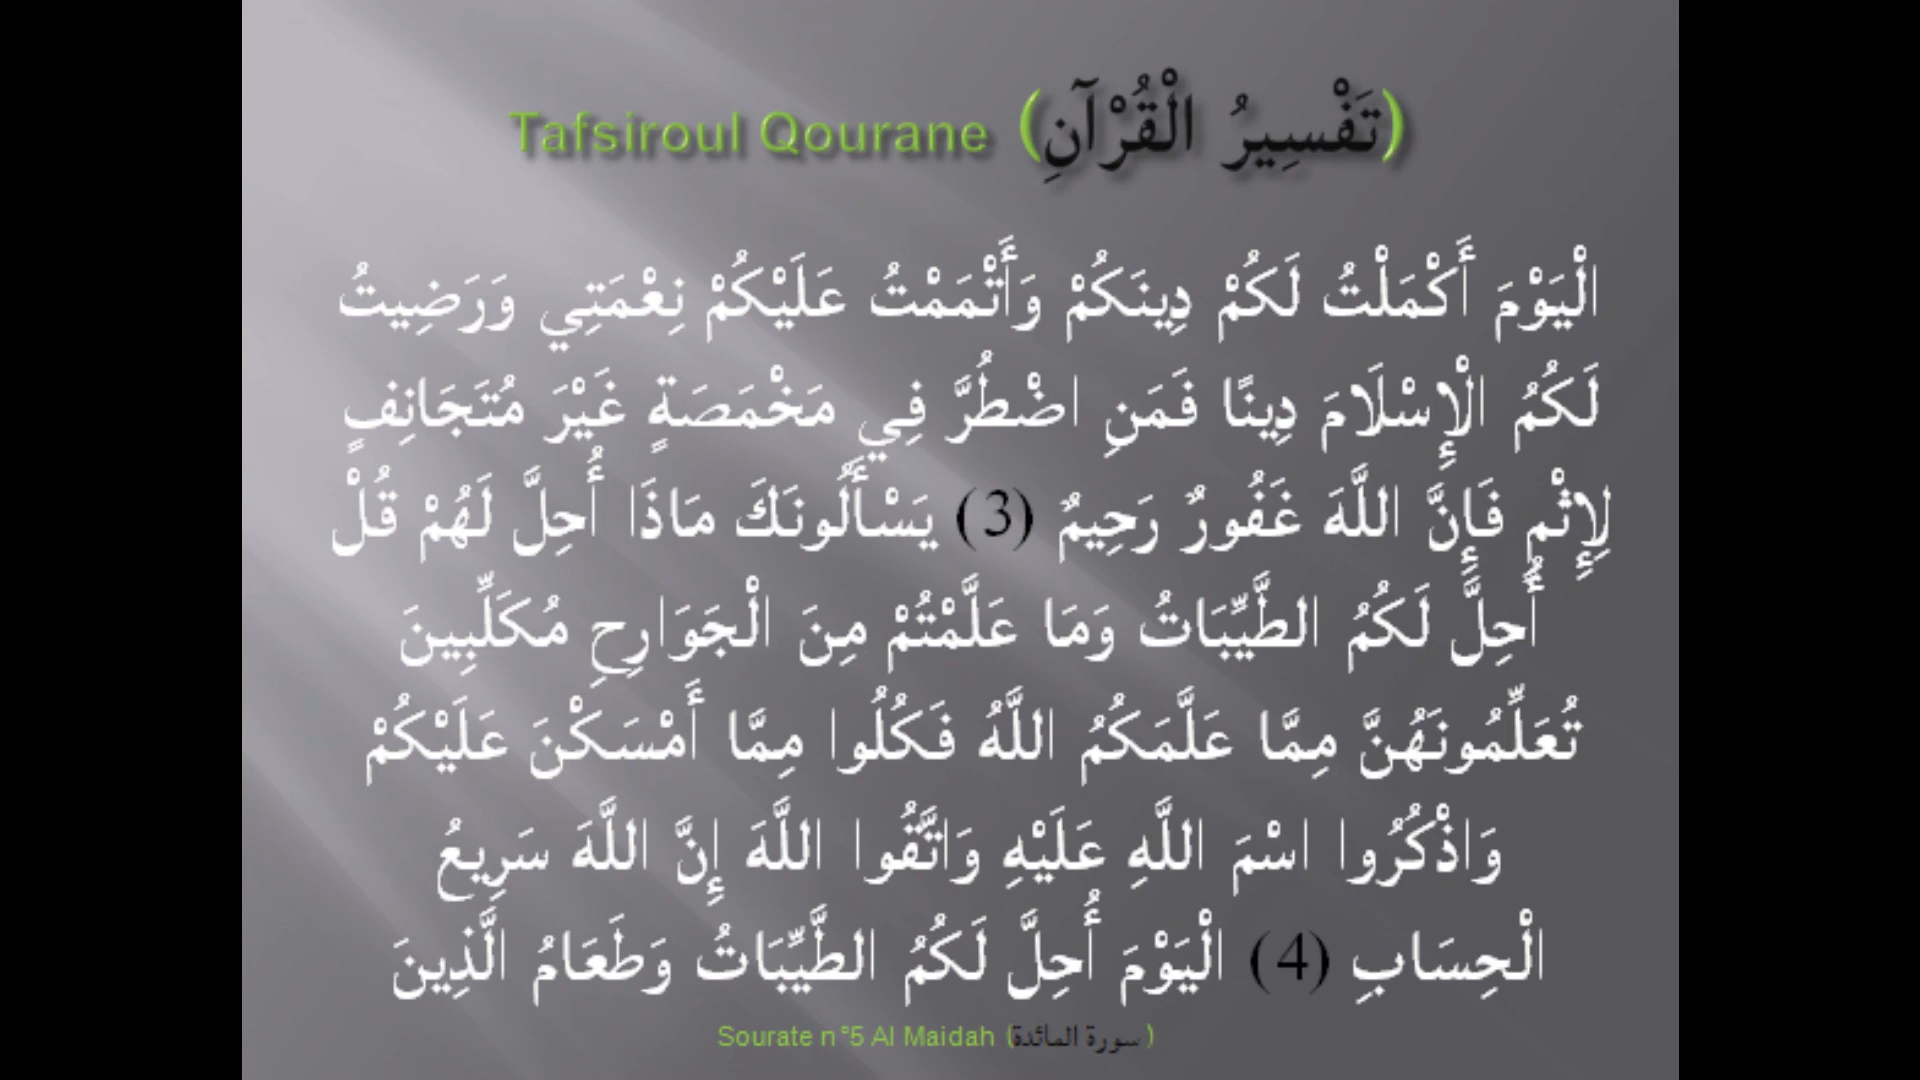 Tafsiroul Qourane (تَفْسِيرُ الْقُرْآنِ)
الْيَوْمَ أَكْمَلْتُ لَكُمْ دِينَكُمْ وَأَتْمَمْتُ عَلَيْكُمْ نِعْمَتِي وَرَضِيتُ
لَكُمُ الْإِسْلَامَ دِينًا فَمَنِ اضْطُرَّ فِي مَخْمَصَةٍ غَيْرَ مُتَجَانِفٍ
لِإِثْمٍ فَإِنَّ اللَّهَ غَفُورٌ رَحِيمٌ (3) يَسْأَلُونَكَ مَاذَا أُحِلَّ لَهُمْ قُلْ
أُحِلَّ لَكُمُ الطَّيِّبَاتُ وَمَا عَلَّمْتُمْ مِنَ الْجَوَارِحِ مُكَلِّبِينَ
تُعَلِّمُونَهُنَّ مِمَّا عَلَّمَكُمُ اللَّهُ فَكُلُوا مِمَّا أَمْسَكْنَ عَلَيْكُمْ
وَاذْكُرُوا اسْمَ اللَّهِ عَلَيْهِ وَاتَّقُوا اللَّهَ إِنَّ اللَّهَ سَرِيعُ
الْحِسَابِ (4) الْيَوْمَ أُحِلَّ لَكُمُ الطَّيِّبَاتُ وَطَعَامُ الَّذِينَ
Sourate n°5 Al Maidah (سورة المائدة)